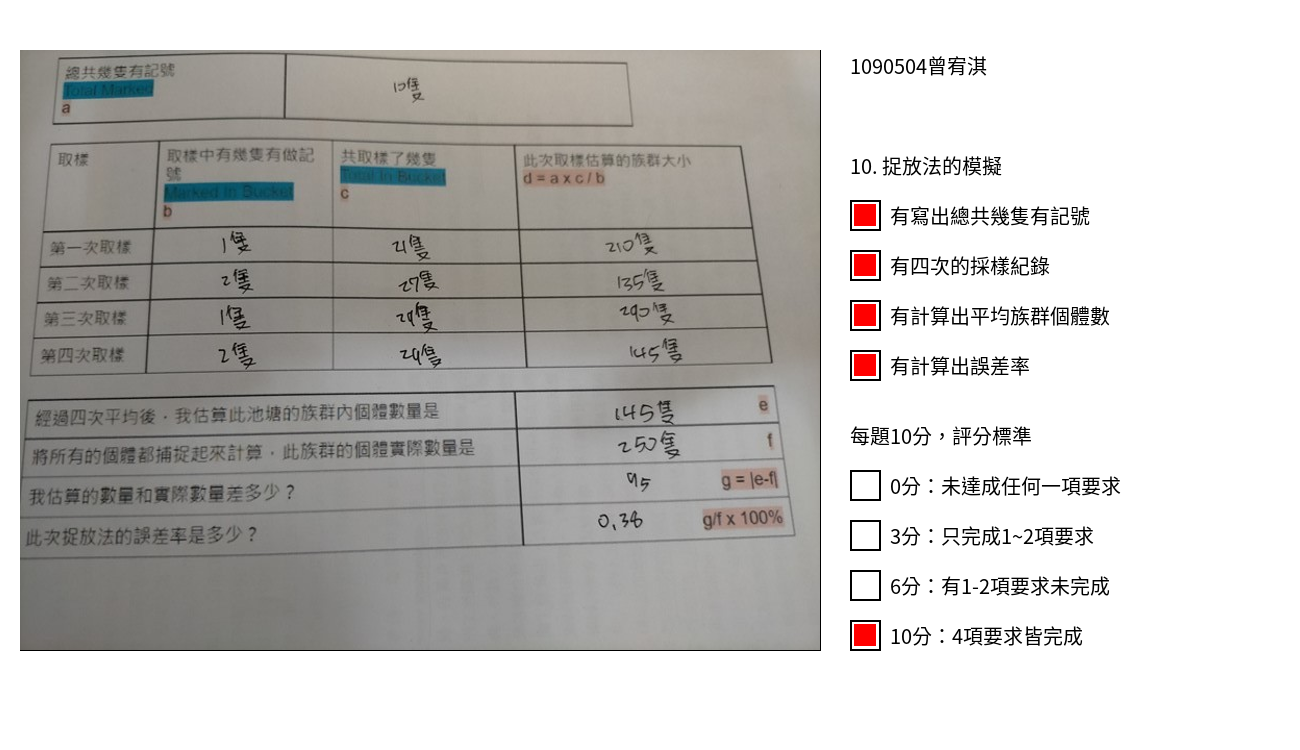 總共幾隻有記號
Total Marked
a
10隻
取樣
取樣中有幾隻有做記號
Marked In Bucket
b
共取樣了幾隻
Total In Bucket
c
此次取樣估算的族群大小
d = a x c / b
第一次取樣 1隻 21隻 210隻
第二次取樣 2隻 27隻 135隻
第三次取樣 1隻 29隻 290隻
第四次取樣 2隻 29隻 145隻
經過四次平均後，我估算此池塘的族群內個體數量是 145隻 e
將所有的個體都捕捉起來計算，此族群的個體實際數量是 250隻 f
我估算的數量和實際數量差多少？ 95 g = |e-f|
此次捉放法的誤差率是多少？ 0,38 g/f x 100%
1090504曾宥淇
10. 捉放法的模擬
有寫出總共幾隻有記號
有四次的採樣紀錄
有計算出平均族群個體數
有計算出誤差率
每題10分，評分標準
0分：未達成任何一項要求
3分：只完成1~2項要求
6分：有1-2項要求未完成
10分：4項要求皆完成